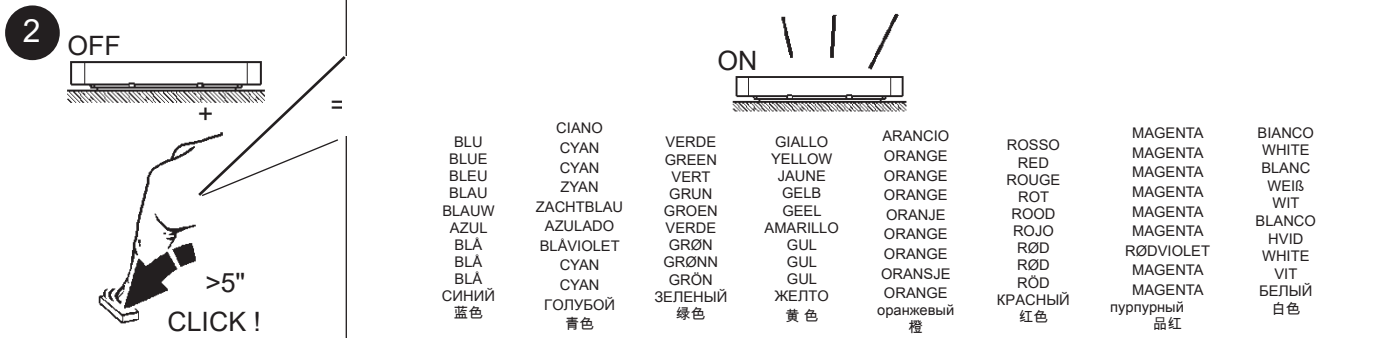 2
OFF
+
=
>5"
CLICK !
ON
BLU
BLUE
BLEU
BLAU
BLAUW
AZUL
BLÅ
BLÅ
BLÅ
СИНИЙ
蓝色
CIANO
CYAN
CYAN
ZYAN
ZACHTBLAU
AZULADO
BLÅVIOLET
CYAN
CYAN
ГОЛУБОЙ
青色
VERDE
GREEN
VERT
GRUN
GROEN
VERDE
GRØN
GRØNN
GRÖN
ЗЕЛЕНЫЙ
绿色
GIALLO
YELLOW
JAUNE
GELB
GEEL
AMARILLO
GUL
GUL
GUL
ЖЕЛТО
黄 色
ARANCIO
ORANGE
ORANGE
ORANGE
ORANJE
ORANGE
ORANGE
ORANSJE
ORANGE
оранжевый
橙
ROSSO
RED
ROUGE
ROT
ROOD
ROJO
RØD
RØD
RÖD
КРАСНЫЙ
红色
MAGENTA
MAGENTA
MAGENTA
MAGENTA
MAGENTA
MAGENTA
RØDVIOLET
MAGENTA
MAGENTA
пурпурный
品红
BIANCO
WHITE
BLANC
WEIß
WIT
BLANCO
HVID
WHITE
VIT
БЕЛЫЙ
白色